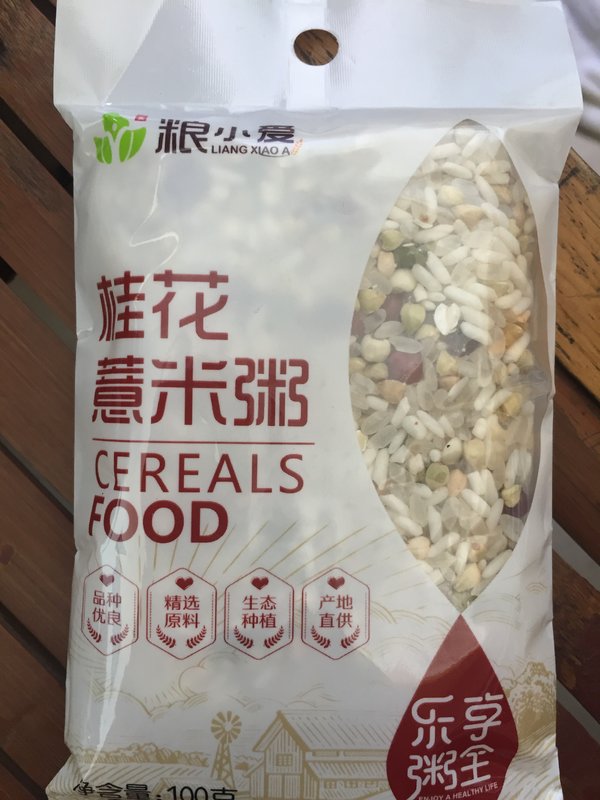 粮小爱
LIANG XIAO A
桂花
薏米粥
CEREALS
FOOD
品种
优良
精选
原料
生态
种植
产地
直供
乐享
粥全
ENJOY A HEALTHY LIFE
净含量：100克